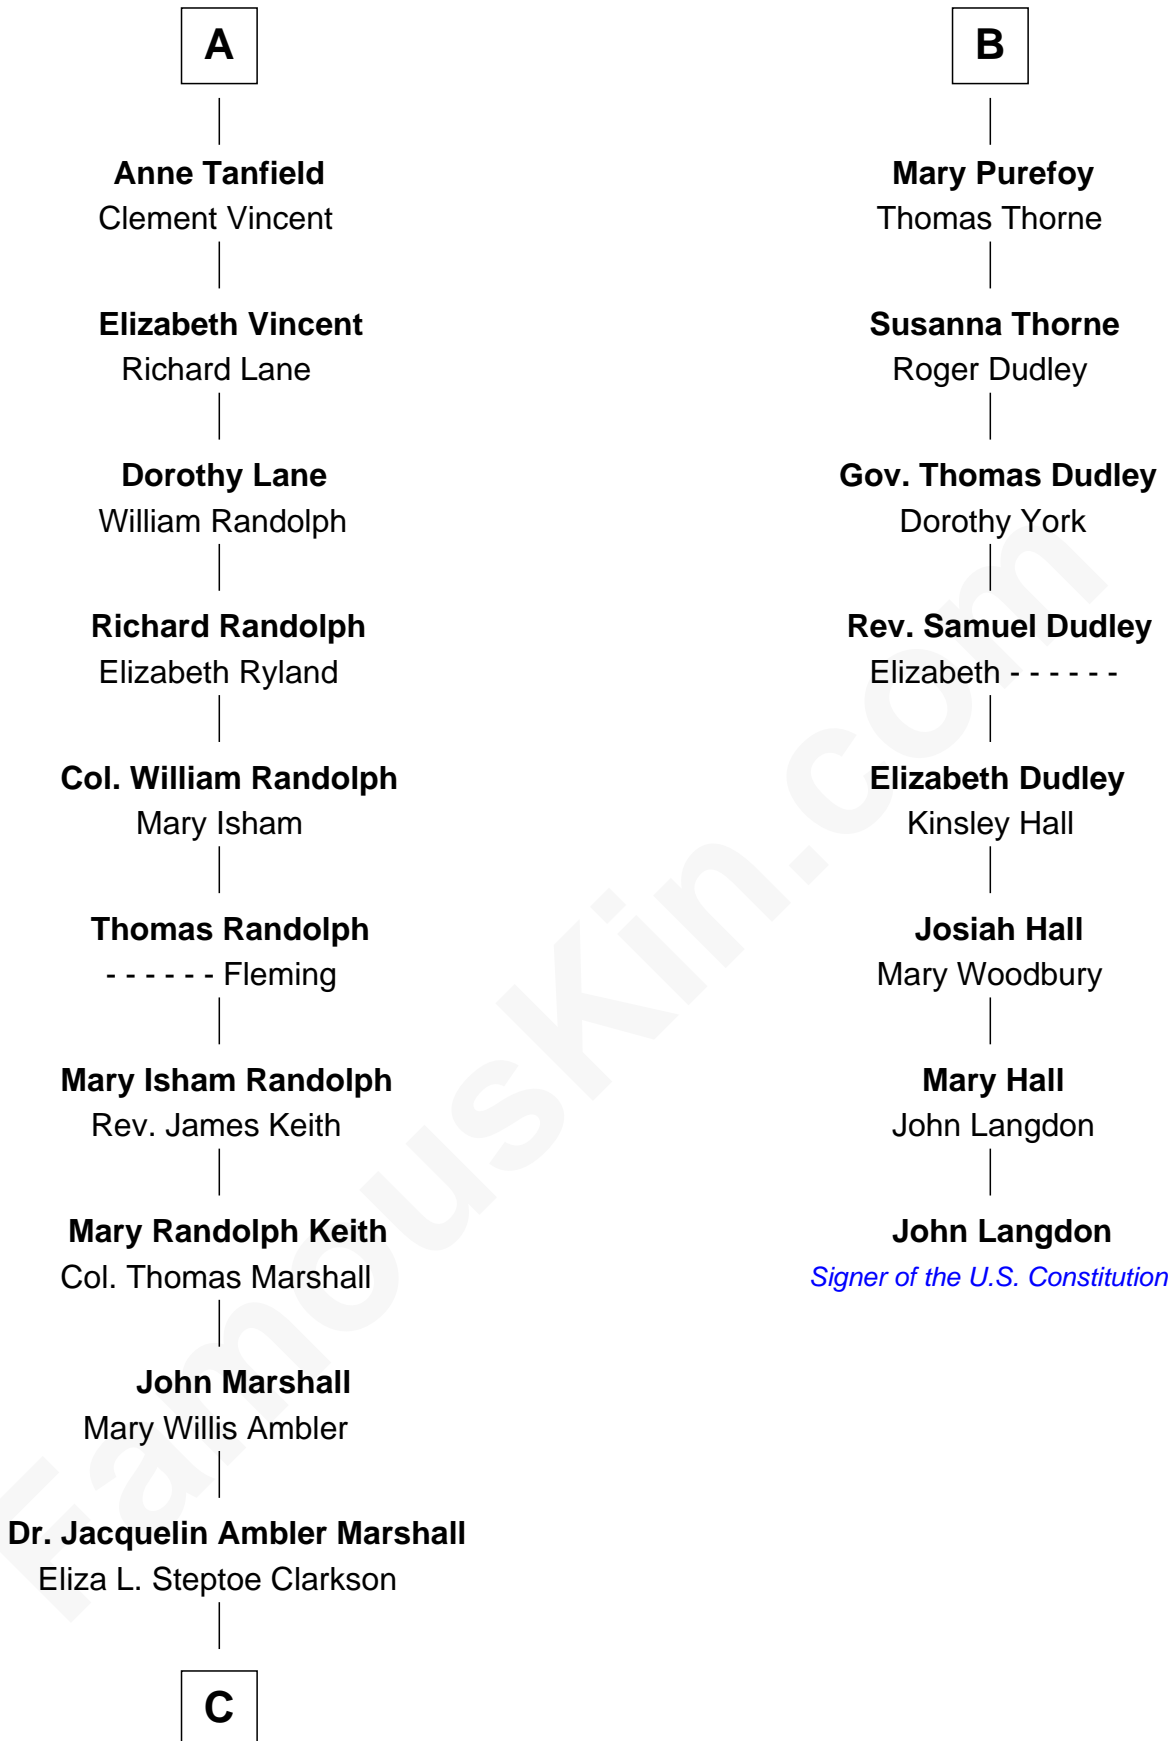 A
Anne Tanfield
Clement Vincent
Elizabeth Vincent
Richard Lane
Dorothy Lane
William Randolph
Richard Randolph
Elizabeth Ryland
Col. William Randolph
Mary Isham
Thomas Randolph
- - - - - - Fleming
Mary Isham Randolph
Rev. James Keith
Mary Randolph Keith
Col. Thomas Marshall
John Marshall
Mary Willis Ambler
Dr. Jacquelin Ambler Marshall
Eliza L. Steptoe Clarkson
C
B
Mary Purefoy
Thomas Thorne
Susanna Thorne
Roger Dudley
Gov. Thomas Dudley
Dorothy York
Rev. Samuel Dudley
Elizabeth - - - - - -
Elizabeth Dudley
Kinsley Hall
Josiah Hall
Mary Woodbury
Mary Hall
John Langdon
John Langdon
Signer of the U.S. Constitution
FamousKin.com